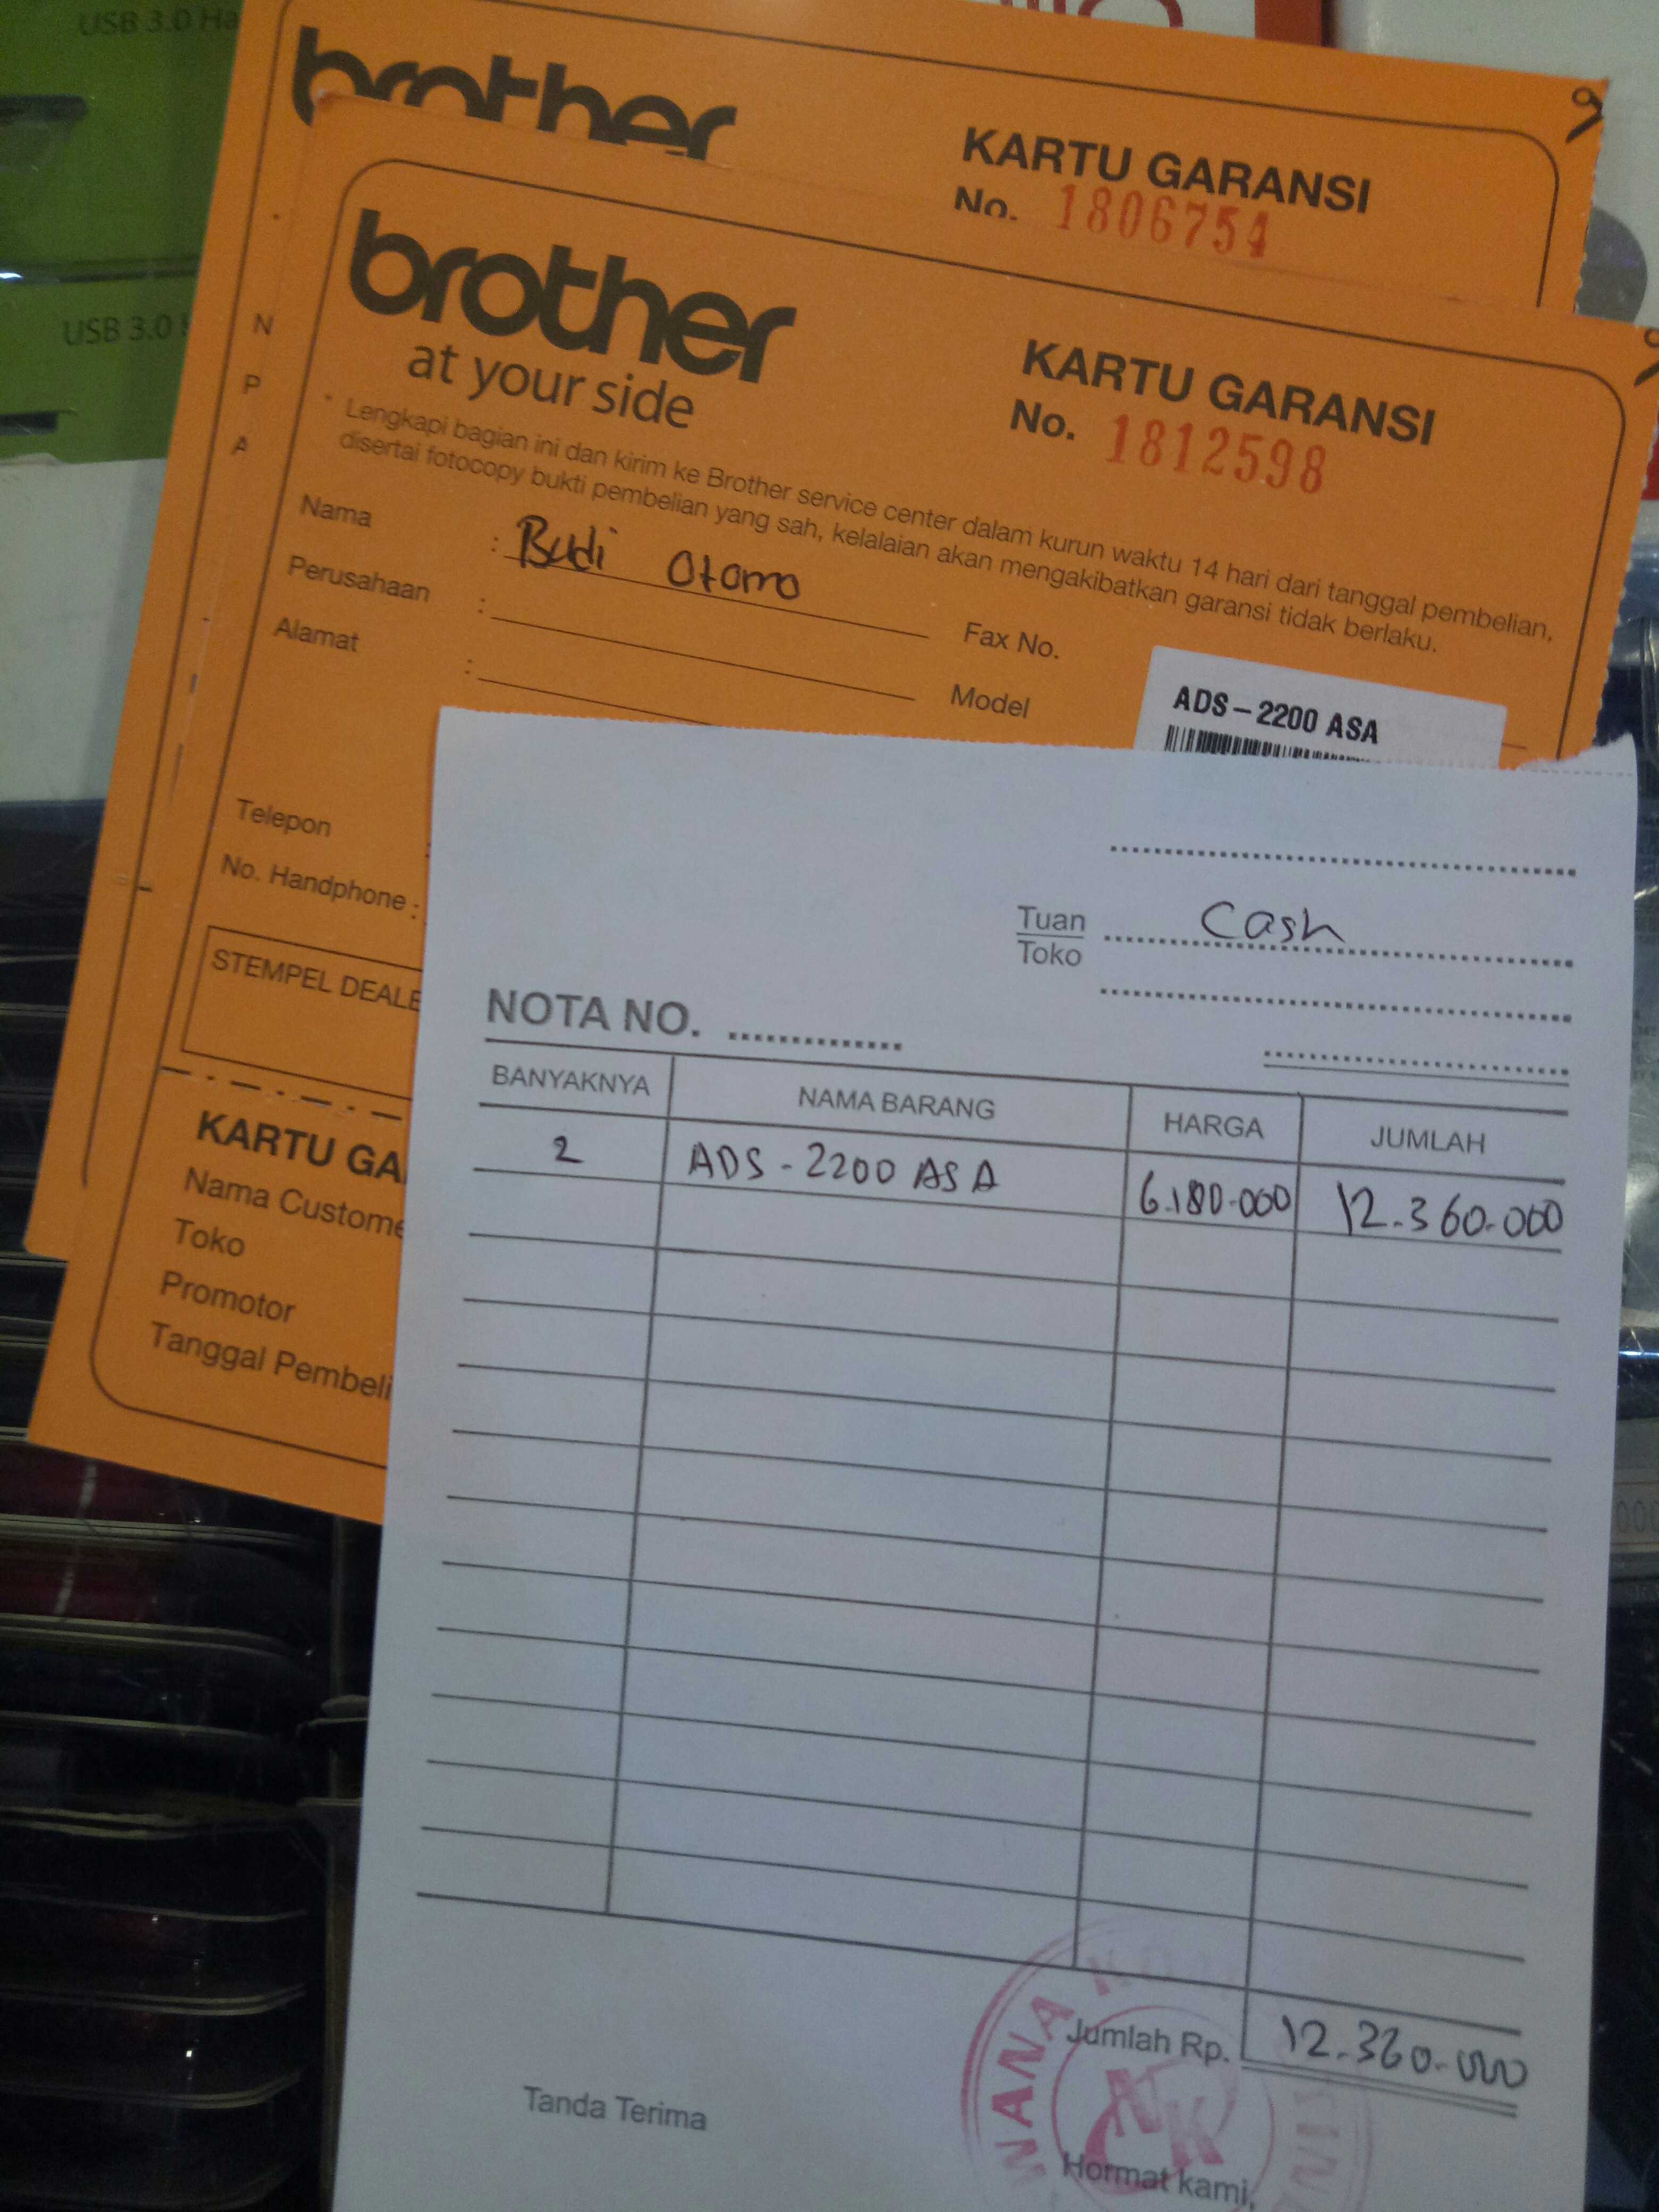 USB 3.0 Ha
USB 3.0
brother
KARTU GARANSI
No. 1806754
N
P
A
brother
at your side
KARTU GARANSI
No. 1812598
* Lengkapi bagian ini dan kirim ke Brother service center dalam kurun waktu 14 hari dari tanggal pembelian,
disertai fotocopy bukti pembelian yang sah, kelalaian akan mengakibatkan garansi tidak berlaku.
Nama : Budi Otomo
Fax No.
Perusahaan :
Model
ADS-2200 ASA
Alamat :
Telepon :
No. Handphone :
STEMPEL DEALE
KARTU GA
Nama Custome
Toko
Promotor
Tanggal Pembeli
Tuan Cash
Toko
NOTA NO.
BANYAKNYA NAMA BARANG HARGA JUMLAH
2 ADS-2200 ASA 6.180.000 12.360.000
Jumlah Rp. 12.360.000
WANA
NK
Tanda Terima
Hormat kami,